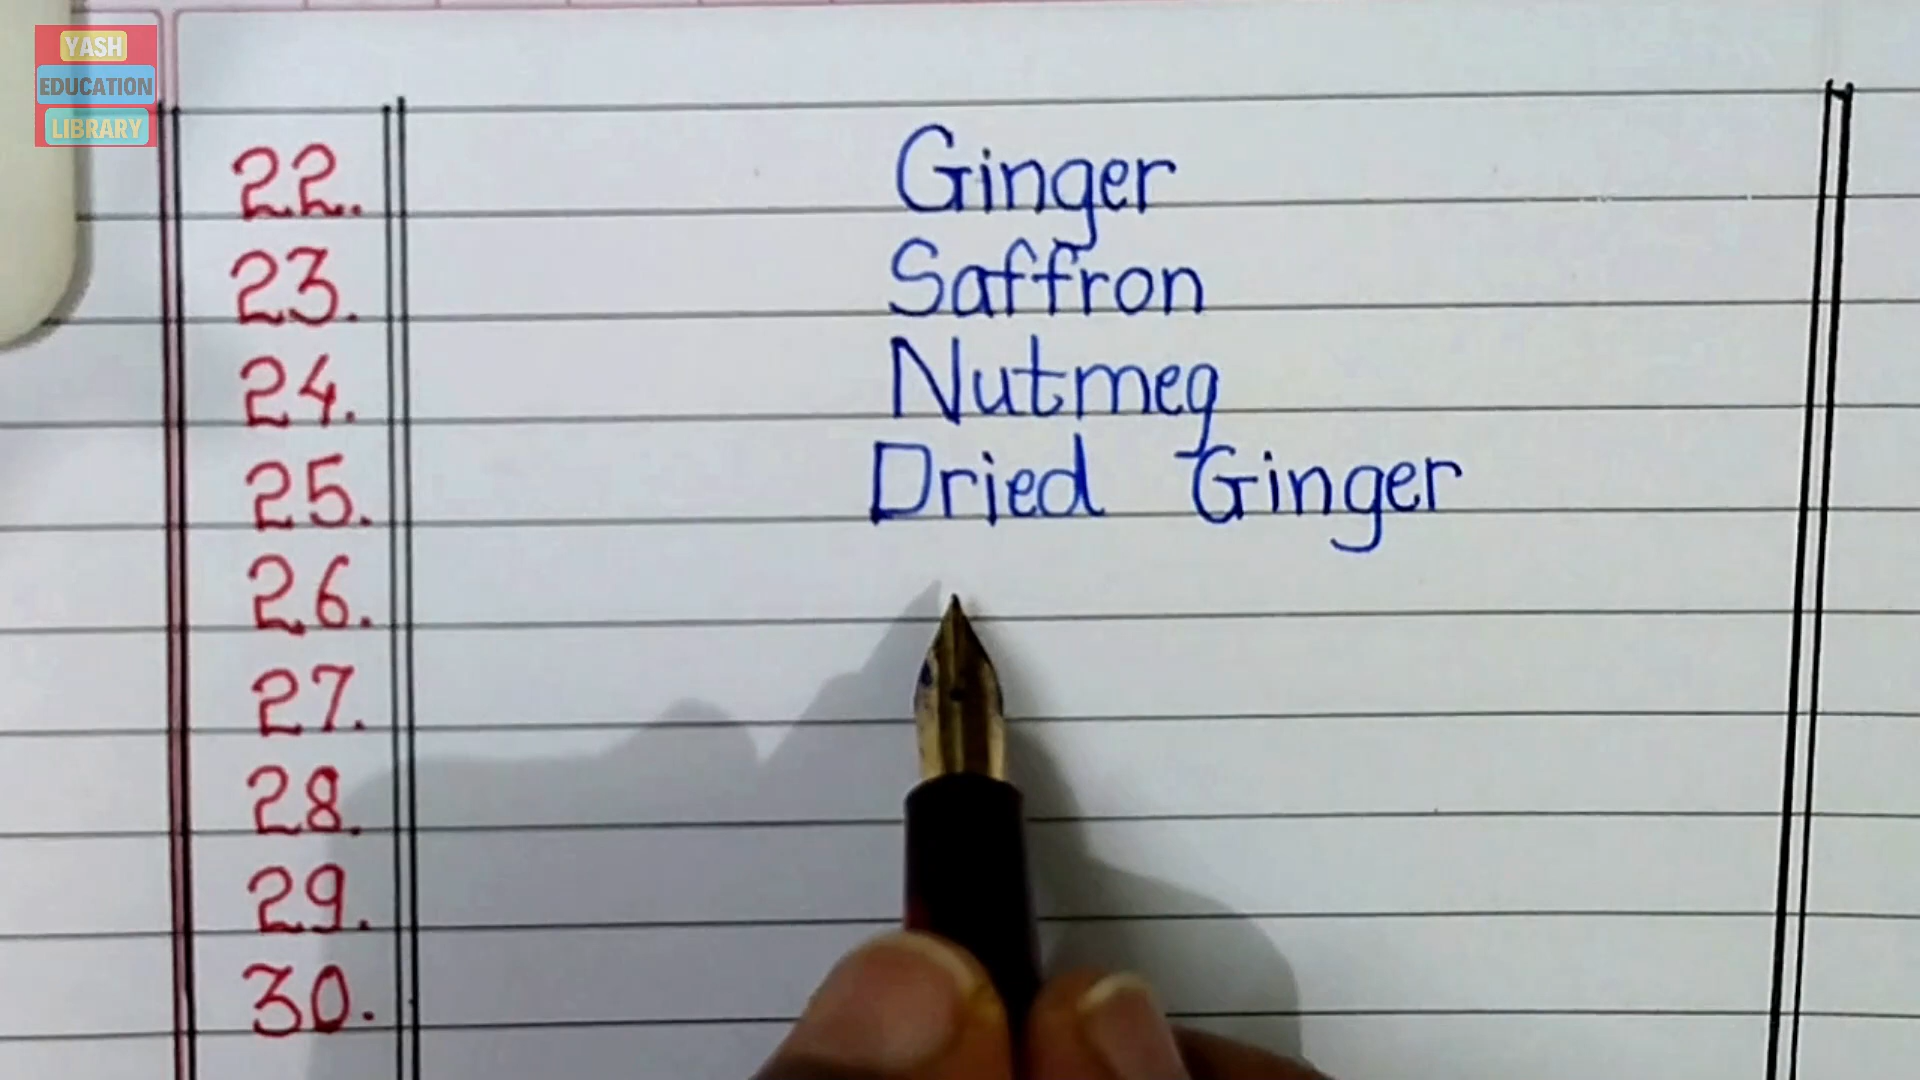 YASH
EDUCATION
LIBRARY
22. Ginger
23. Saffron
24. Nutmeg
25. Dried Ginger
26.
27.
28.
29.
30.